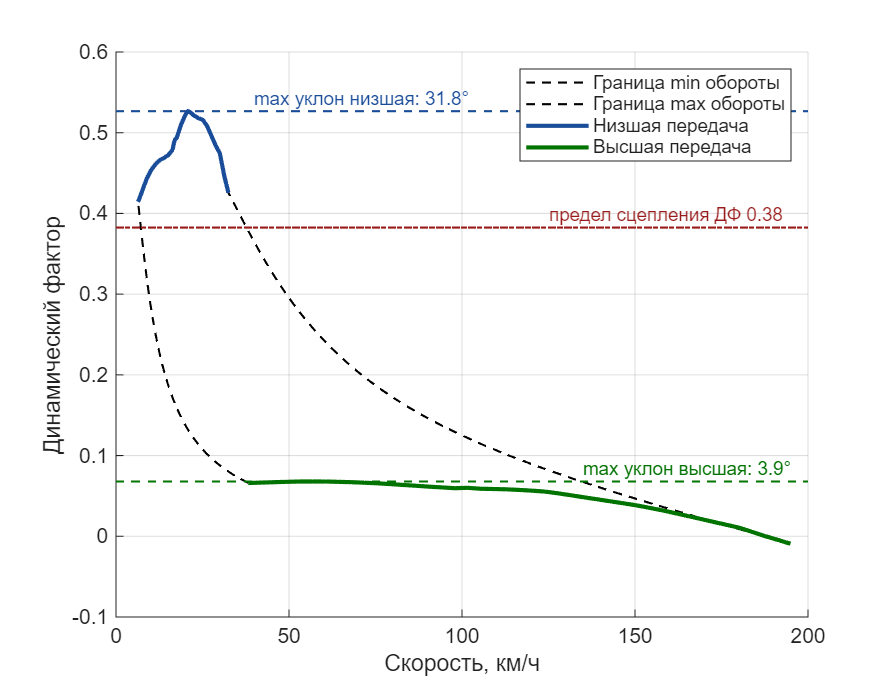 0.6
0.5
0.4
0.3
0.2
0.1
0
-0.1
0
50
100
150
200
Динамический фактор
Скорость, км/ч
max уклон низшая: 31.8°
предел сцепления ДФ 0.38
max уклон высшая: 3.9°
Граница min обороты
Граница max обороты
Низшая передача
Высшая передача